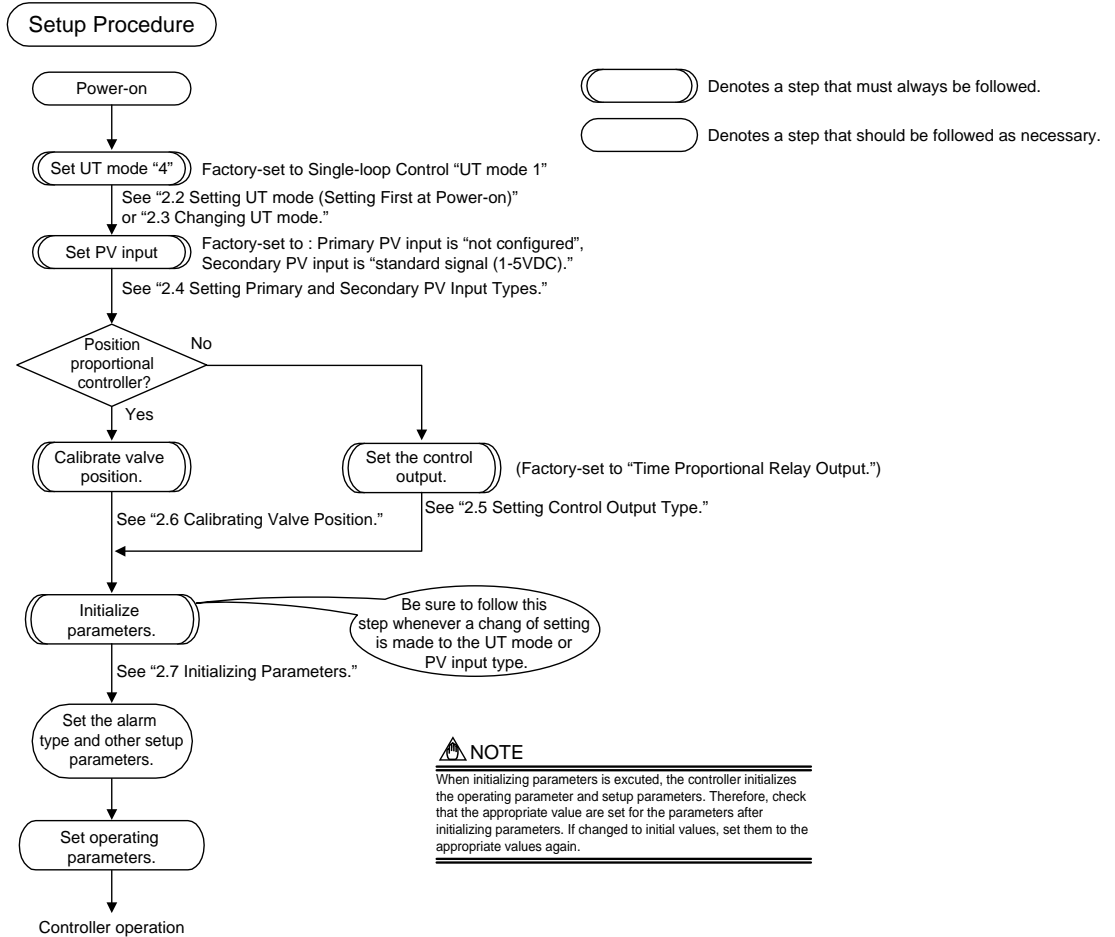 Setup Procedure
Power-on
Denotes a step that must always be followed.
Denotes a step that should be followed as necessary.
Set UT mode “4”
Factory-set to Single-loop Control “UT mode 1”
See “2.2 Setting UT mode (Setting First at Power-on)”
or “2.3 Changing UT mode.”
Set PV input
Factory-set to : Primary PV input is “not configured”,
Secondary PV input is “standard signal (1-5VDC).”
See “2.4 Setting Primary and Secondary PV Input Types.”
Position
proportional
controller?
No
Yes
Calibrate valve
position.
Set the control
output.
(Factory-set to “Time Proportional Relay Output.”)
See “2.6 Calibrating Valve Position.”
See “2.5 Setting Control Output Type.”
Initialize
parameters.
Be sure to follow this
step whenever a chang of setting
is made to the UT mode or
PV input type.
See “2.7 Initializing Parameters.”
Set the alarm
type and other setup
parameters.
NOTE
When initializing parameters is excuted, the controller initializes
the operating parameter and setup parameters. Therefore, check
that the appropriate value are set for the parameters after
initializing parameters. If changed to initial values, set them to the
appropriate values again.
Set operating
parameters.
Controller operation